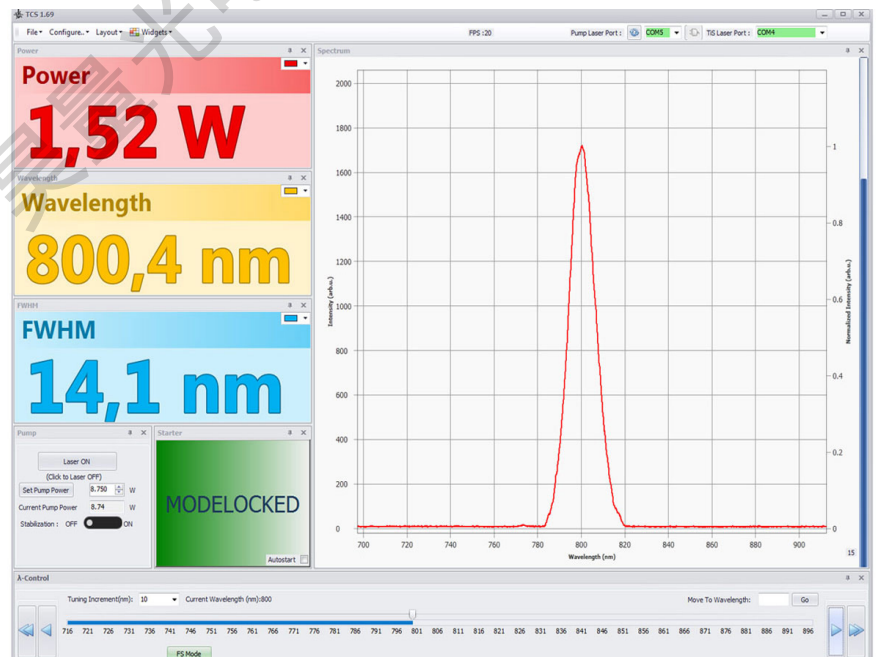 TCS 1.69
File Configure.. Layout Widgets FPS :20 Pump Laser Port : COM5 TiS Laser Port : COM4
Power
Power
1,52 W
Wavelength
Wavelength
800,4 nm
FWHM
FWHM
14,1 nm
Pump
Laser ON
(Click to Laser OFF)
Set Pump Power 8.750 W
Current Pump Power 8.74 W
Stabilization : OFF ON
Starter
MODELOCKED
Autostart
Spectrum
2000
1800
1600
1400
1200
1000
800
600
400
200
0
Intensity (arb.u.)
1
0.8
0.6
0.4
0.2
0
Normalized Intensity (arb.u.)
700 720 740 760 780 800 820 840 860 880 900
Wavelength (nm)
15
λ-Control
Tuning Increment(nm): 10 Current Wavelength (nm):800 Move To Wavelength: Go
716 721 726 731 736 741 746 751 756 761 766 771 776 781 786 791 796 801 806 811 816 821 826 831 836 841 846 851 856 861 866 871 876 881 886 891 896
FS Mode